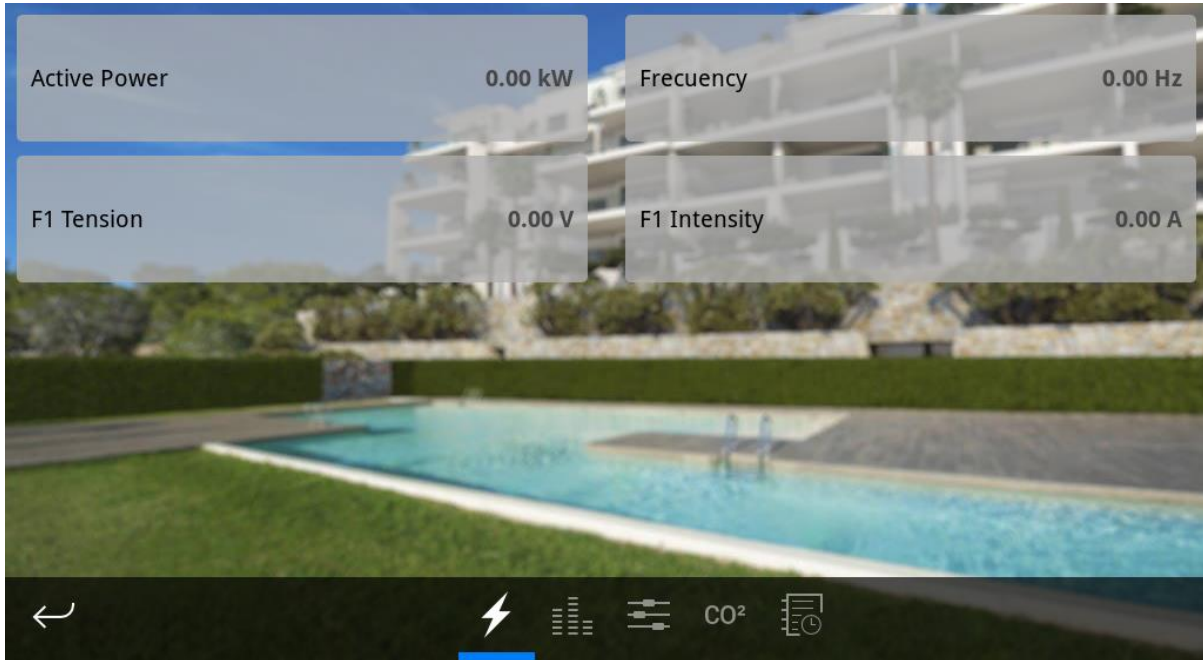 Active Power 0.00 kW
Frecuency 0.00 Hz
F1 Tension 0.00 V
F1 Intensity 0.00 A
CO²